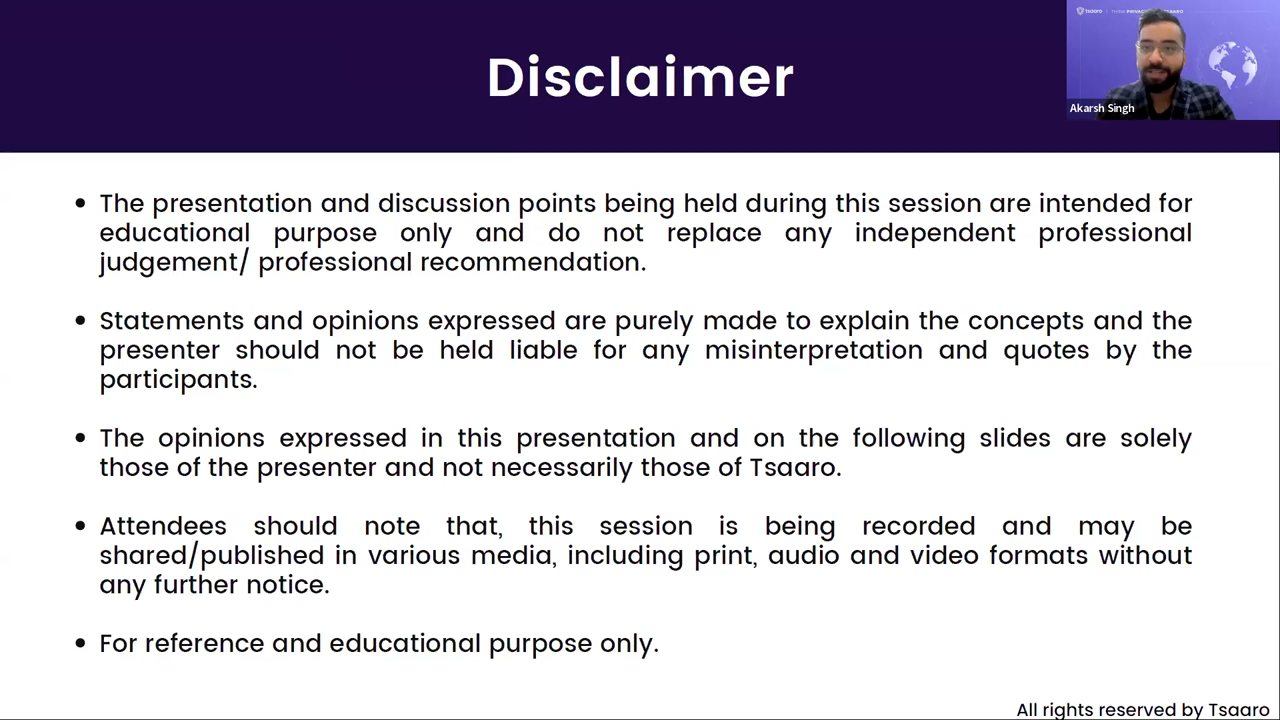 Disclaimer
tsaaro
Akarsh Singh
• The presentation and discussion points being held during this session are intended for
educational purpose only and do not replace any independent professional
judgement/ professional recommendation.
• Statements and opinions expressed are purely made to explain the concepts and the
presenter should not be held liable for any misinterpretation and quotes by the
participants.
• The opinions expressed in this presentation and on the following slides are solely
those of the presenter and not necessarily those of Tsaaro.
• Attendees should note that, this session is being recorded and may be
shared/published in various media, including print, audio and video formats without
any further notice.
• For reference and educational purpose only.
All rights reserved by Tsaaro